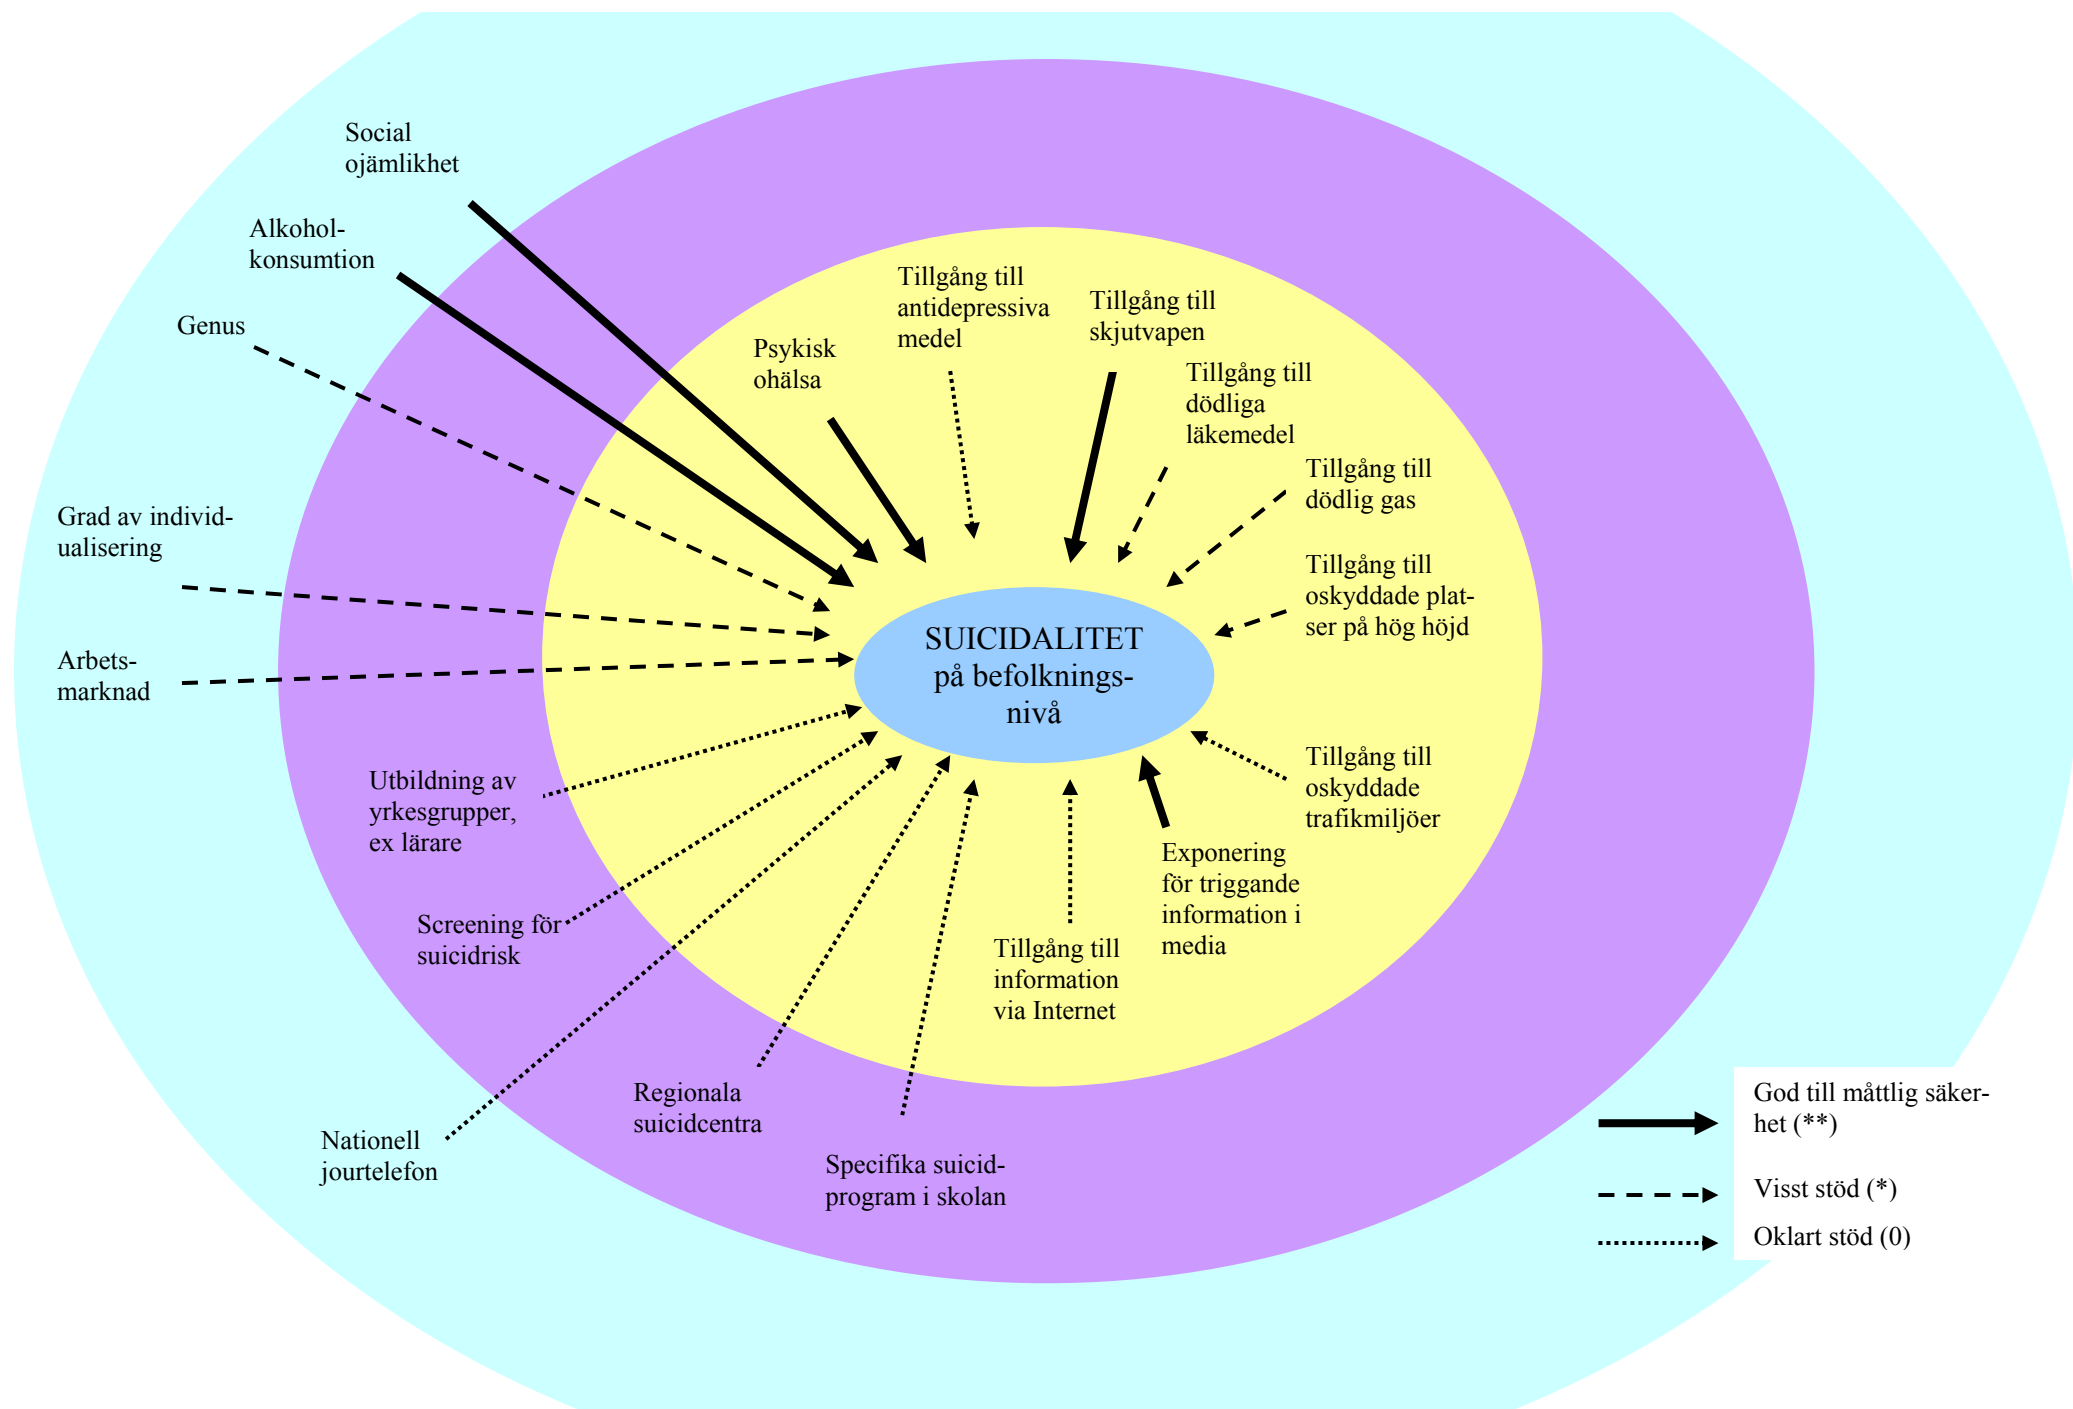 Social
ojämlikhet
Alkohol-
konsumtion
Genus
Grad av individ-
ualisering
Arbets-
marknad
Psykisk
ohälsa
Tillgång till
antidepressiva
medel
Tillgång till
skjutvapen
Tillgång till
dödliga
läkemedel
Tillgång till
dödlig gas
Tillgång till
oskyddade plat-
ser på hög höjd
SUICIDALITET
på befolknings-
nivå
Tillgång till
oskyddade
trafikmiljöer
Exponering
för triggande
information i
media
Tillgång till
information
via Internet
Utbildning av
yrkesgrupper,
ex lärare
Screening för
suicidrisk
Nationell
jourtelefon
Regionala
suicidcentra
Specifika suicid-
program i skolan
God till måttlig säker-
het (**)
Visst stöd (*)
Oklart stöd (0)